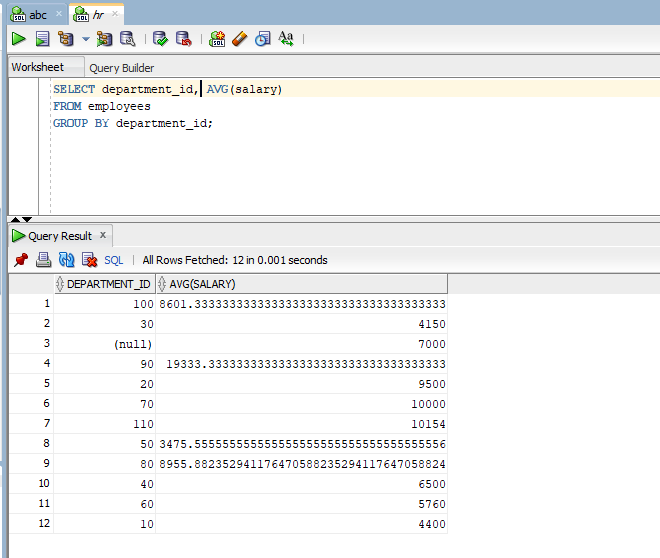 abc hr
Worksheet Query Builder
SELECT department_id, AVG(salary)
FROM employees
GROUP BY department_id;
Query Result x
SQL | All Rows Fetched: 12 in 0.001 seconds
DEPARTMENT_ID AVG(SALARY)
1 100 8601.333333333333333333333333333333333333
2 30 4150
3 (null) 7000
4 90 19333.3333333333333333333333333333333333
5 20 9500
6 70 10000
7 110 10154
8 50 3475.555555555555555555555555555555555556
9 80 8955.882352941176470588235294117647058824
10 40 6500
11 60 5760
12 10 4400